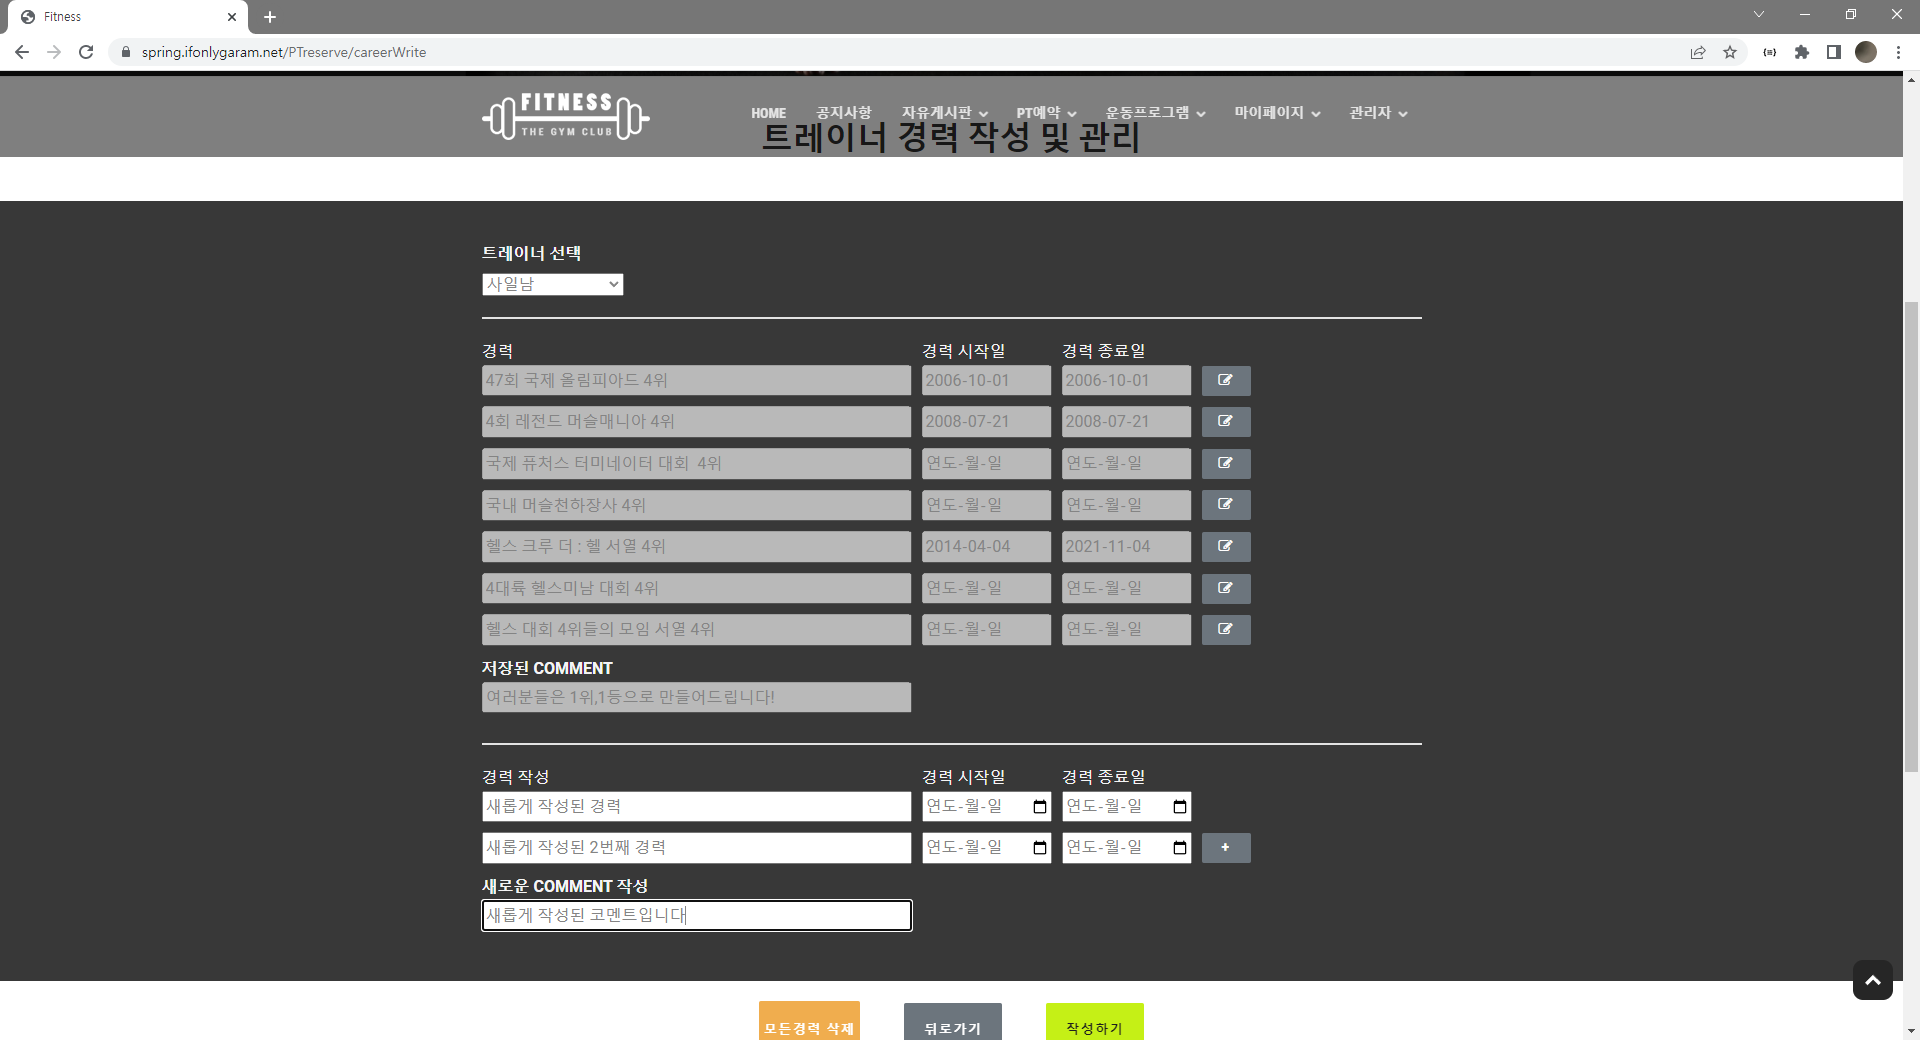 Fitness
spring.ifonlygaram.net/PTreserve/careerWrite
FITNESS
THE GYM CLUB
HOME 공지사항 자유게시판 PT예약 운동프로그램 마이페이지 관리자
트레이너 경력 작성 및 관리
트레이너 선택
사일남
경력 경력 시작일 경력 종료일
47회 국제 올림피아드 4위 2006-10-01 2006-10-01
4회 레전드 머슬매니아 4위 2008-07-21 2008-07-21
국제 퓨처스 터미네이터 대회 4위 연도-월-일 연도-월-일
국내 머슬천하장사 4위 연도-월-일 연도-월-일
헬스 크루 더 : 헬 서열 4위 2014-04-04 2021-11-04
4대륙 헬스미남 대회 4위 연도-월-일 연도-월-일
헬스 대회 4위들의 모임 서열 4위 연도-월-일 연도-월-일
저장된 COMMENT
여러분들은 1위,1등으로 만들어드립니다!
경력 작성 경력 시작일 경력 종료일
새롭게 작성된 경력 연도-월-일 연도-월-일
새롭게 작성된 2번째 경력 연도-월-일 연도-월-일 +
새로운 COMMENT 작성
새롭게 작성된 코멘트입니다
모든경력 삭제 뒤로가기 작성하기